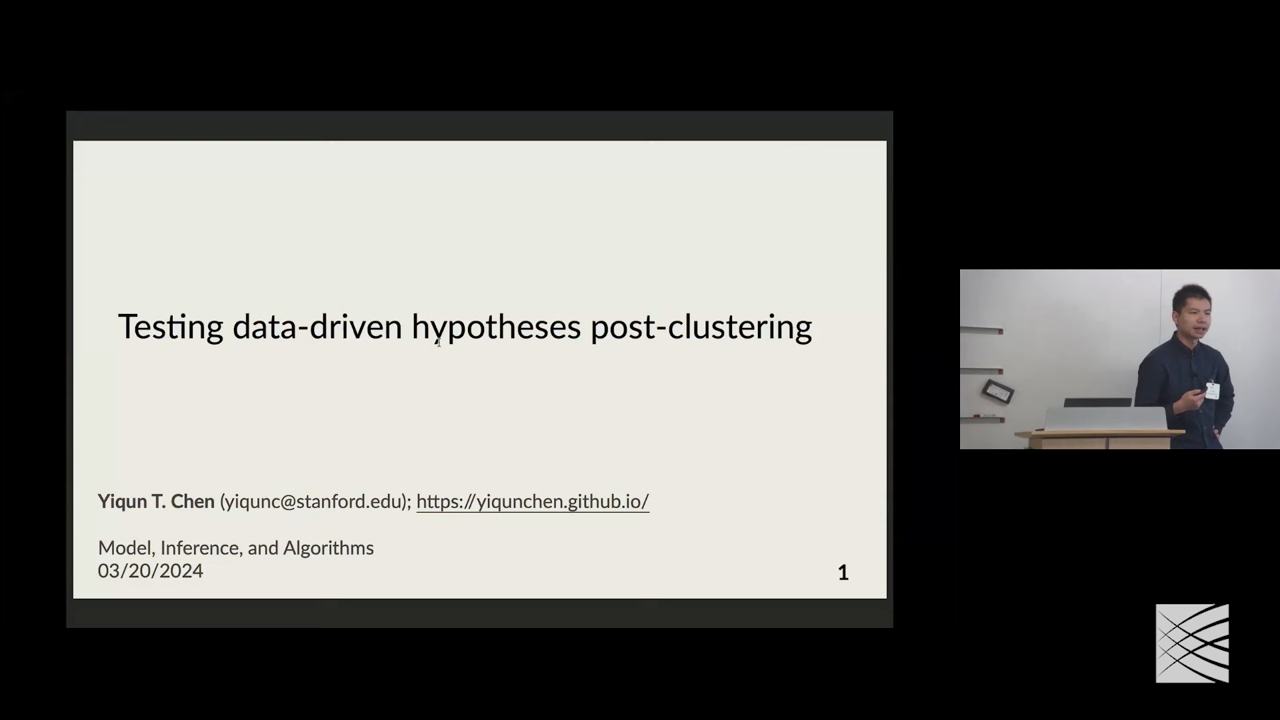 Testing data-driven hypotheses post-clustering
Yiqun T. Chen (yiqunc@stanford.edu); https://yiqunchen.github.io/
Model, Inference, and Algorithms
03/20/2024
1